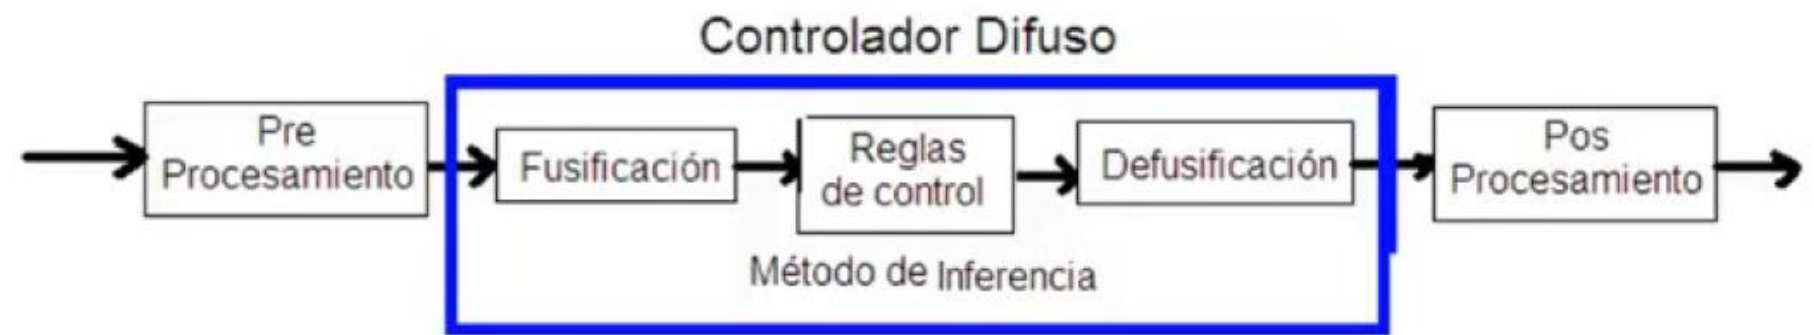 Controlador Difuso
Pre
Procesamiento
Fusificación
Reglas
de control
Defusificación
Pos
Procesamiento
Método de Inferencia